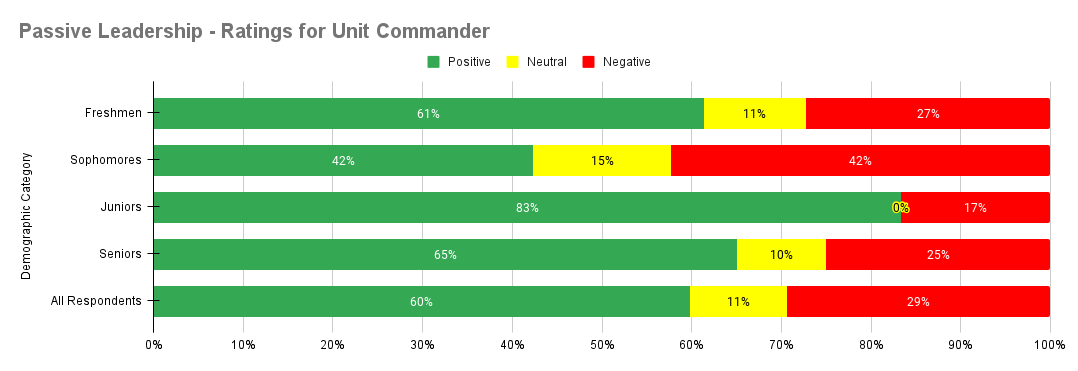 Passive Leadership - Ratings for Unit Commander
Positive Neutral Negative
Demographic Category
Freshmen 61% 11% 27%
Sophomores 42% 15% 42%
Juniors 83% 0% 17%
Seniors 65% 10% 25%
All Respondents 60% 11% 29%
0% 10% 20% 30% 40% 50% 60% 70% 80% 90% 100%